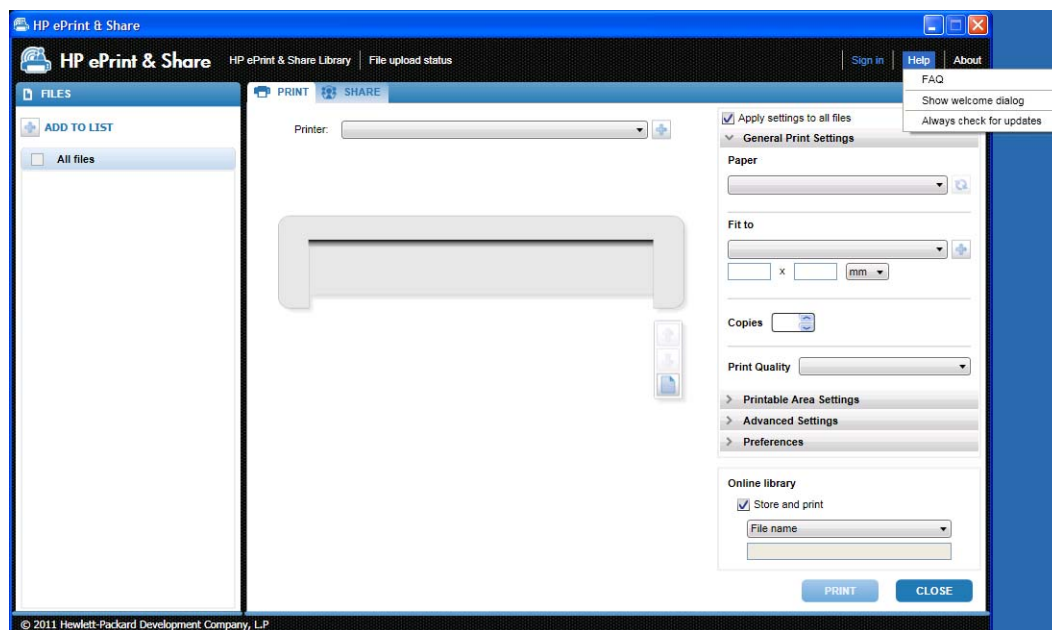 HP ePrint & Share
HP ePrint & Share HP ePrint & Share Library File upload status Sign in Help About
FAQ
Show welcome dialog
Always check for updates
FILES
ADD TO LIST
All files
PRINT SHARE
Printer:
Apply settings to all files
General Print Settings
Paper
Fit to
x mm
Copies
Print Quality
Printable Area Settings
Advanced Settings
Preferences
Online library
Store and print
File name
PRINT CLOSE
© 2011 Hewlett-Packard Development Company, L.P